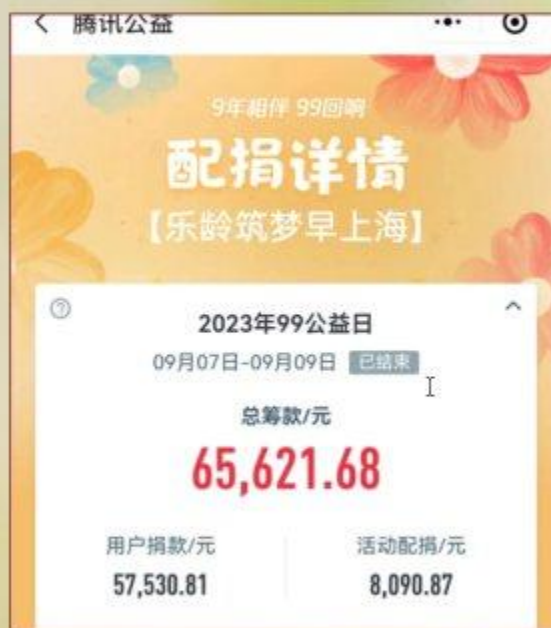 腾讯公益
9年相伴 99回响
配捐详情
【乐龄筑梦早上海】
2023年99公益日
09月07日-09月09日 已结束
总筹款/元
65,621.68
用户捐款/元 活动配捐/元
57,530.81 8,090.87